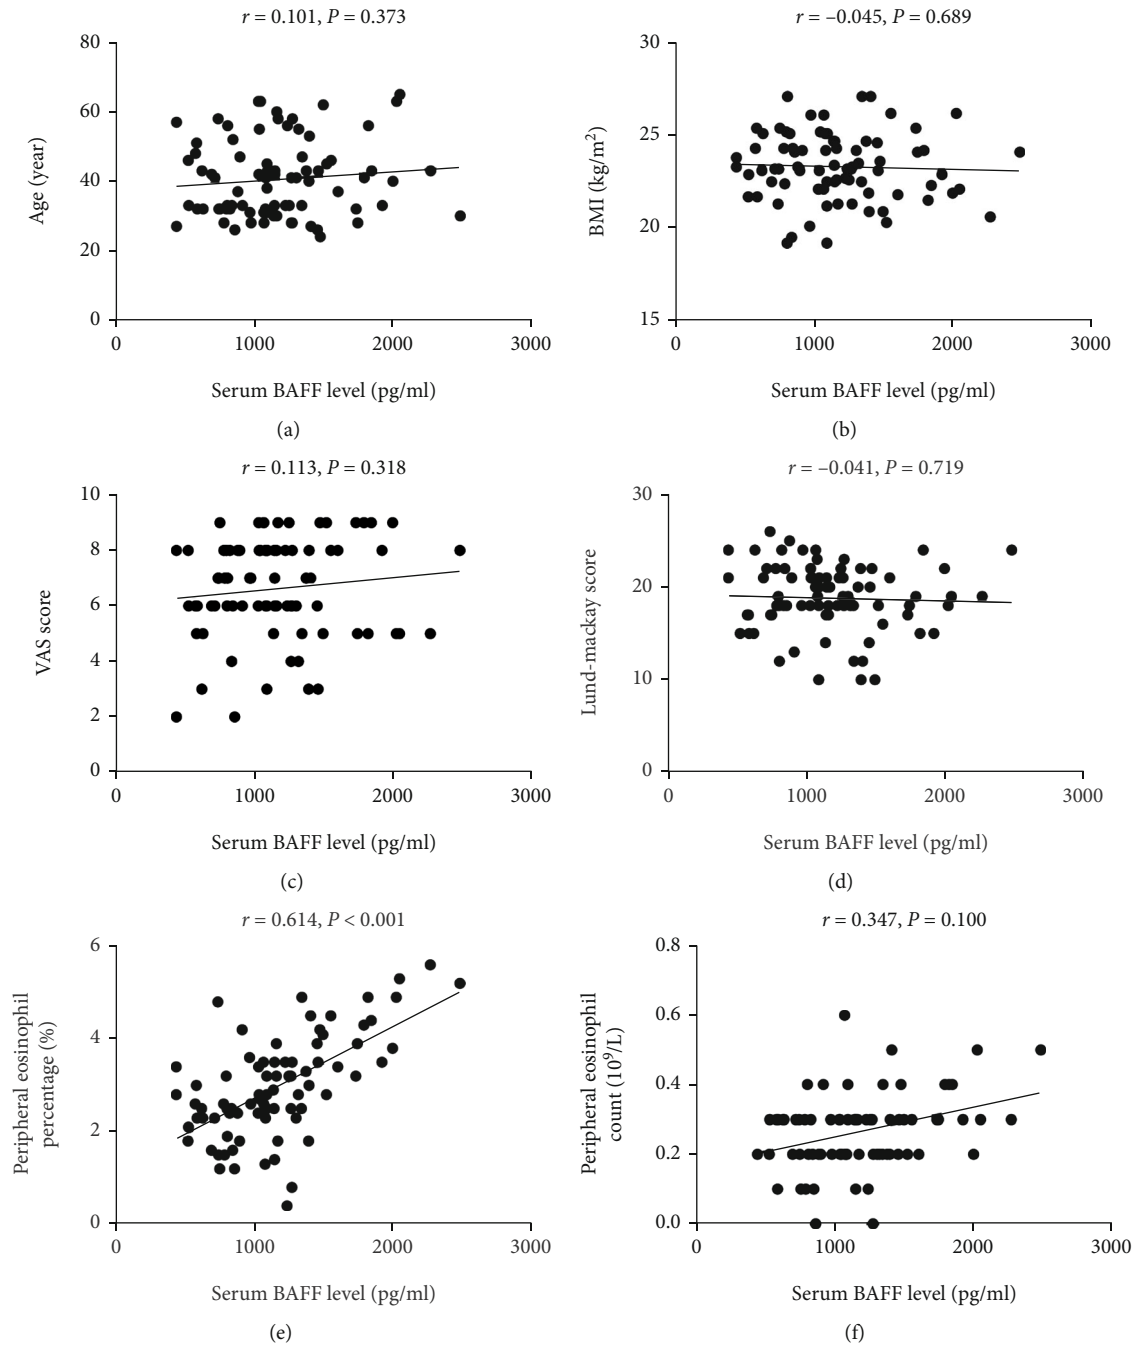 r = 0.101, P = 0.373
80
60
40
20
0
Age (year)
0 1000 2000 3000
Serum BAFF level (pg/ml)
(a)
r = –0.045, P = 0.689
30
25
20
15
BMI (kg/m²)
0 1000 2000 3000
Serum BAFF level (pg/ml)
(b)
r = 0.113, P = 0.318
10
8
6
4
2
0
VAS score
0 1000 2000 3000
Serum BAFF level (pg/ml)
(c)
r = –0.041, P = 0.719
30
20
10
0
Lund-mackay score
0 1000 2000 3000
Serum BAFF level (pg/ml)
(d)
r = 0.614, P < 0.001
6
4
2
0
Peripheral eosinophil
percentage (%)
0 1000 2000 3000
Serum BAFF level (pg/ml)
(e)
r = 0.347, P = 0.100
0.8
0.6
0.4
0.2
0.0
Peripheral eosinophil
count (10⁹/L)
0 1000 2000 3000
Serum BAFF level (pg/ml)
(f)